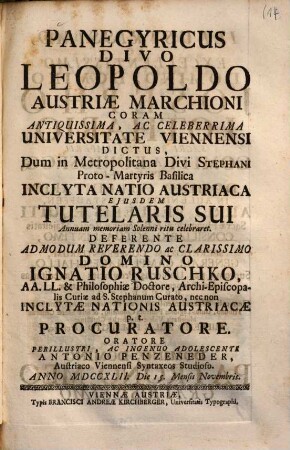 PANEGYRICUS
DIVO
LEOPOLDO
AUSTRIÆ MARCHIONI
CORAM
ANTIQUISSIMA, AC CELEBERRIMA
UNIVERSITATE VIENNENSI
DICTUS,
Dum in Metropolitana Divi STEPHANI
Proto-Martyris Basilica
INCLYTA NATIO AUSTRIACA
EJUSDEM
TUTELARIS SUI
Annuam memoriam Solenni ritu celebraret.
DEFERENTE
ADMODUM REVERENDO ac CLARISSIMO
DOMINO
IGNATIO RUSCHKO,
AA. LL. & Philosophiæ Doctore, Archi-Episcopa-
lis Curiæ ad S. Stephanum Curato, nec non
INCLYTÆ NATIONIS AUSTRIACÆ
p. t.
PROCURATORE.
ORATORE
PERILLUSTRI, AC INGENUO ADOLESCENTE
ANTONIO PENZENEDER,
Austriaco Viennensi Syntaxeos Studioso.
ANNO MDCCXLII. Die 15. Mensis Novembris.
VIENNÆ AUSTRIÆ,
Typis FRANCISCI ANDREÆ KIRCHBERGER, Universitatis Typographi.